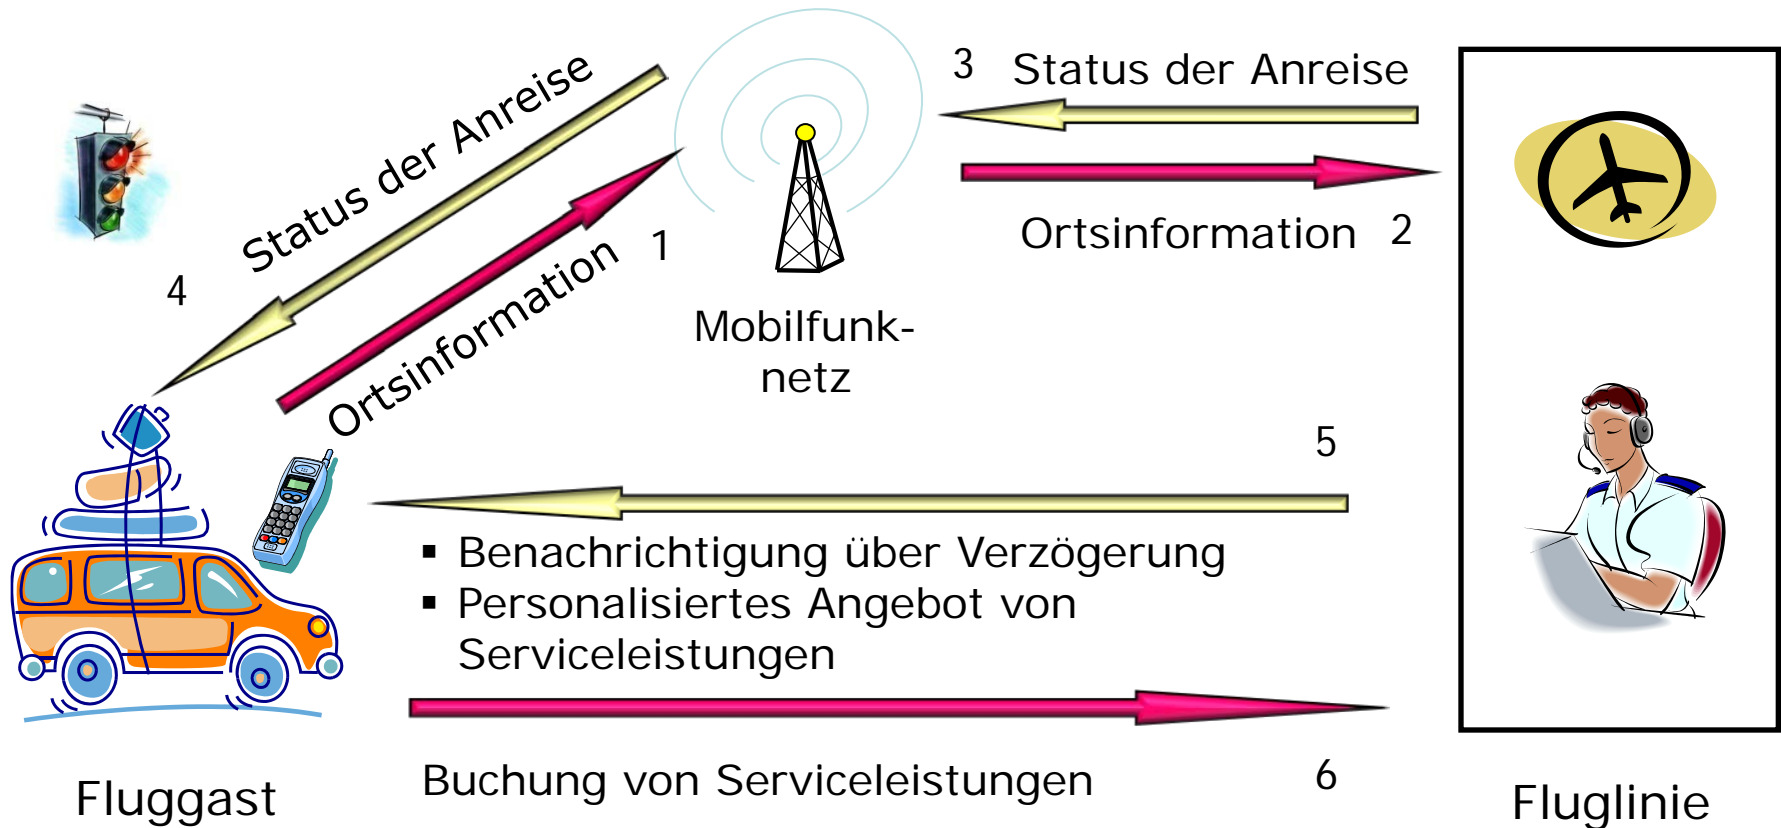 3 Status der Anreise
Status der Anreise
Ortsinformation 2
1
Ortsinformation
4
Mobilfunk-
netz
5
▪ Benachrichtigung über Verzögerung
▪ Personalisiertes Angebot von
Serviceleistungen
Buchung von Serviceleistungen 6
Fluggast
Fluglinie